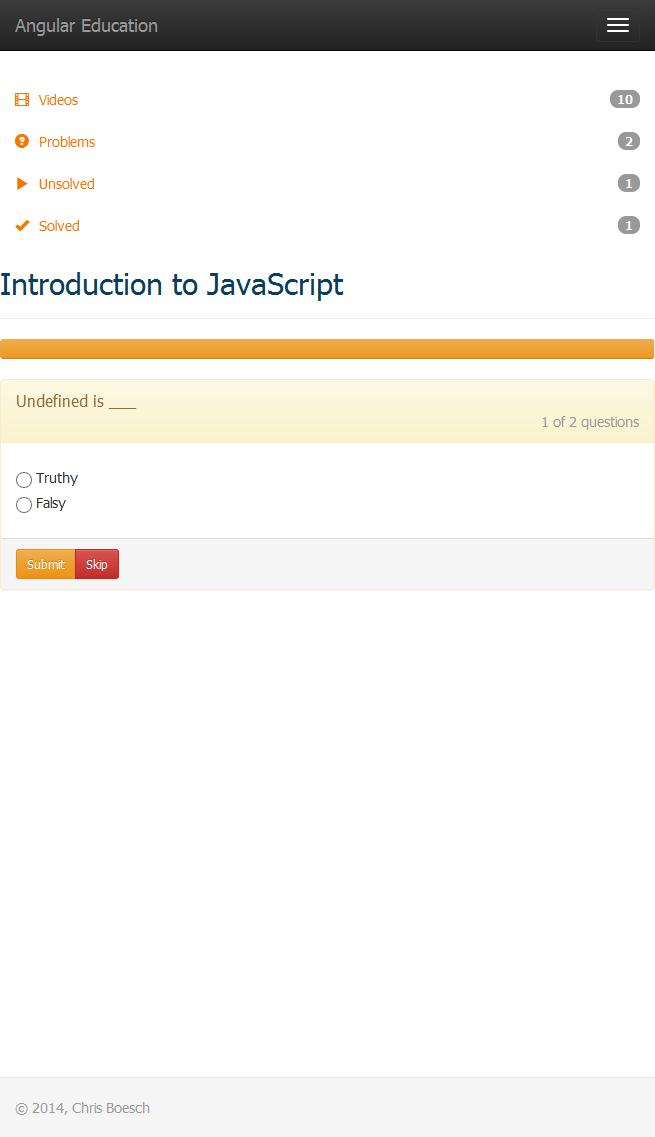 Angular Education
Videos 10
Problems 2
Unsolved 1
Solved 1
Introduction to JavaScript
Undefined is ___
1 of 2 questions
Truthy
Falsy
Submit Skip
© 2014, Chris Boesch